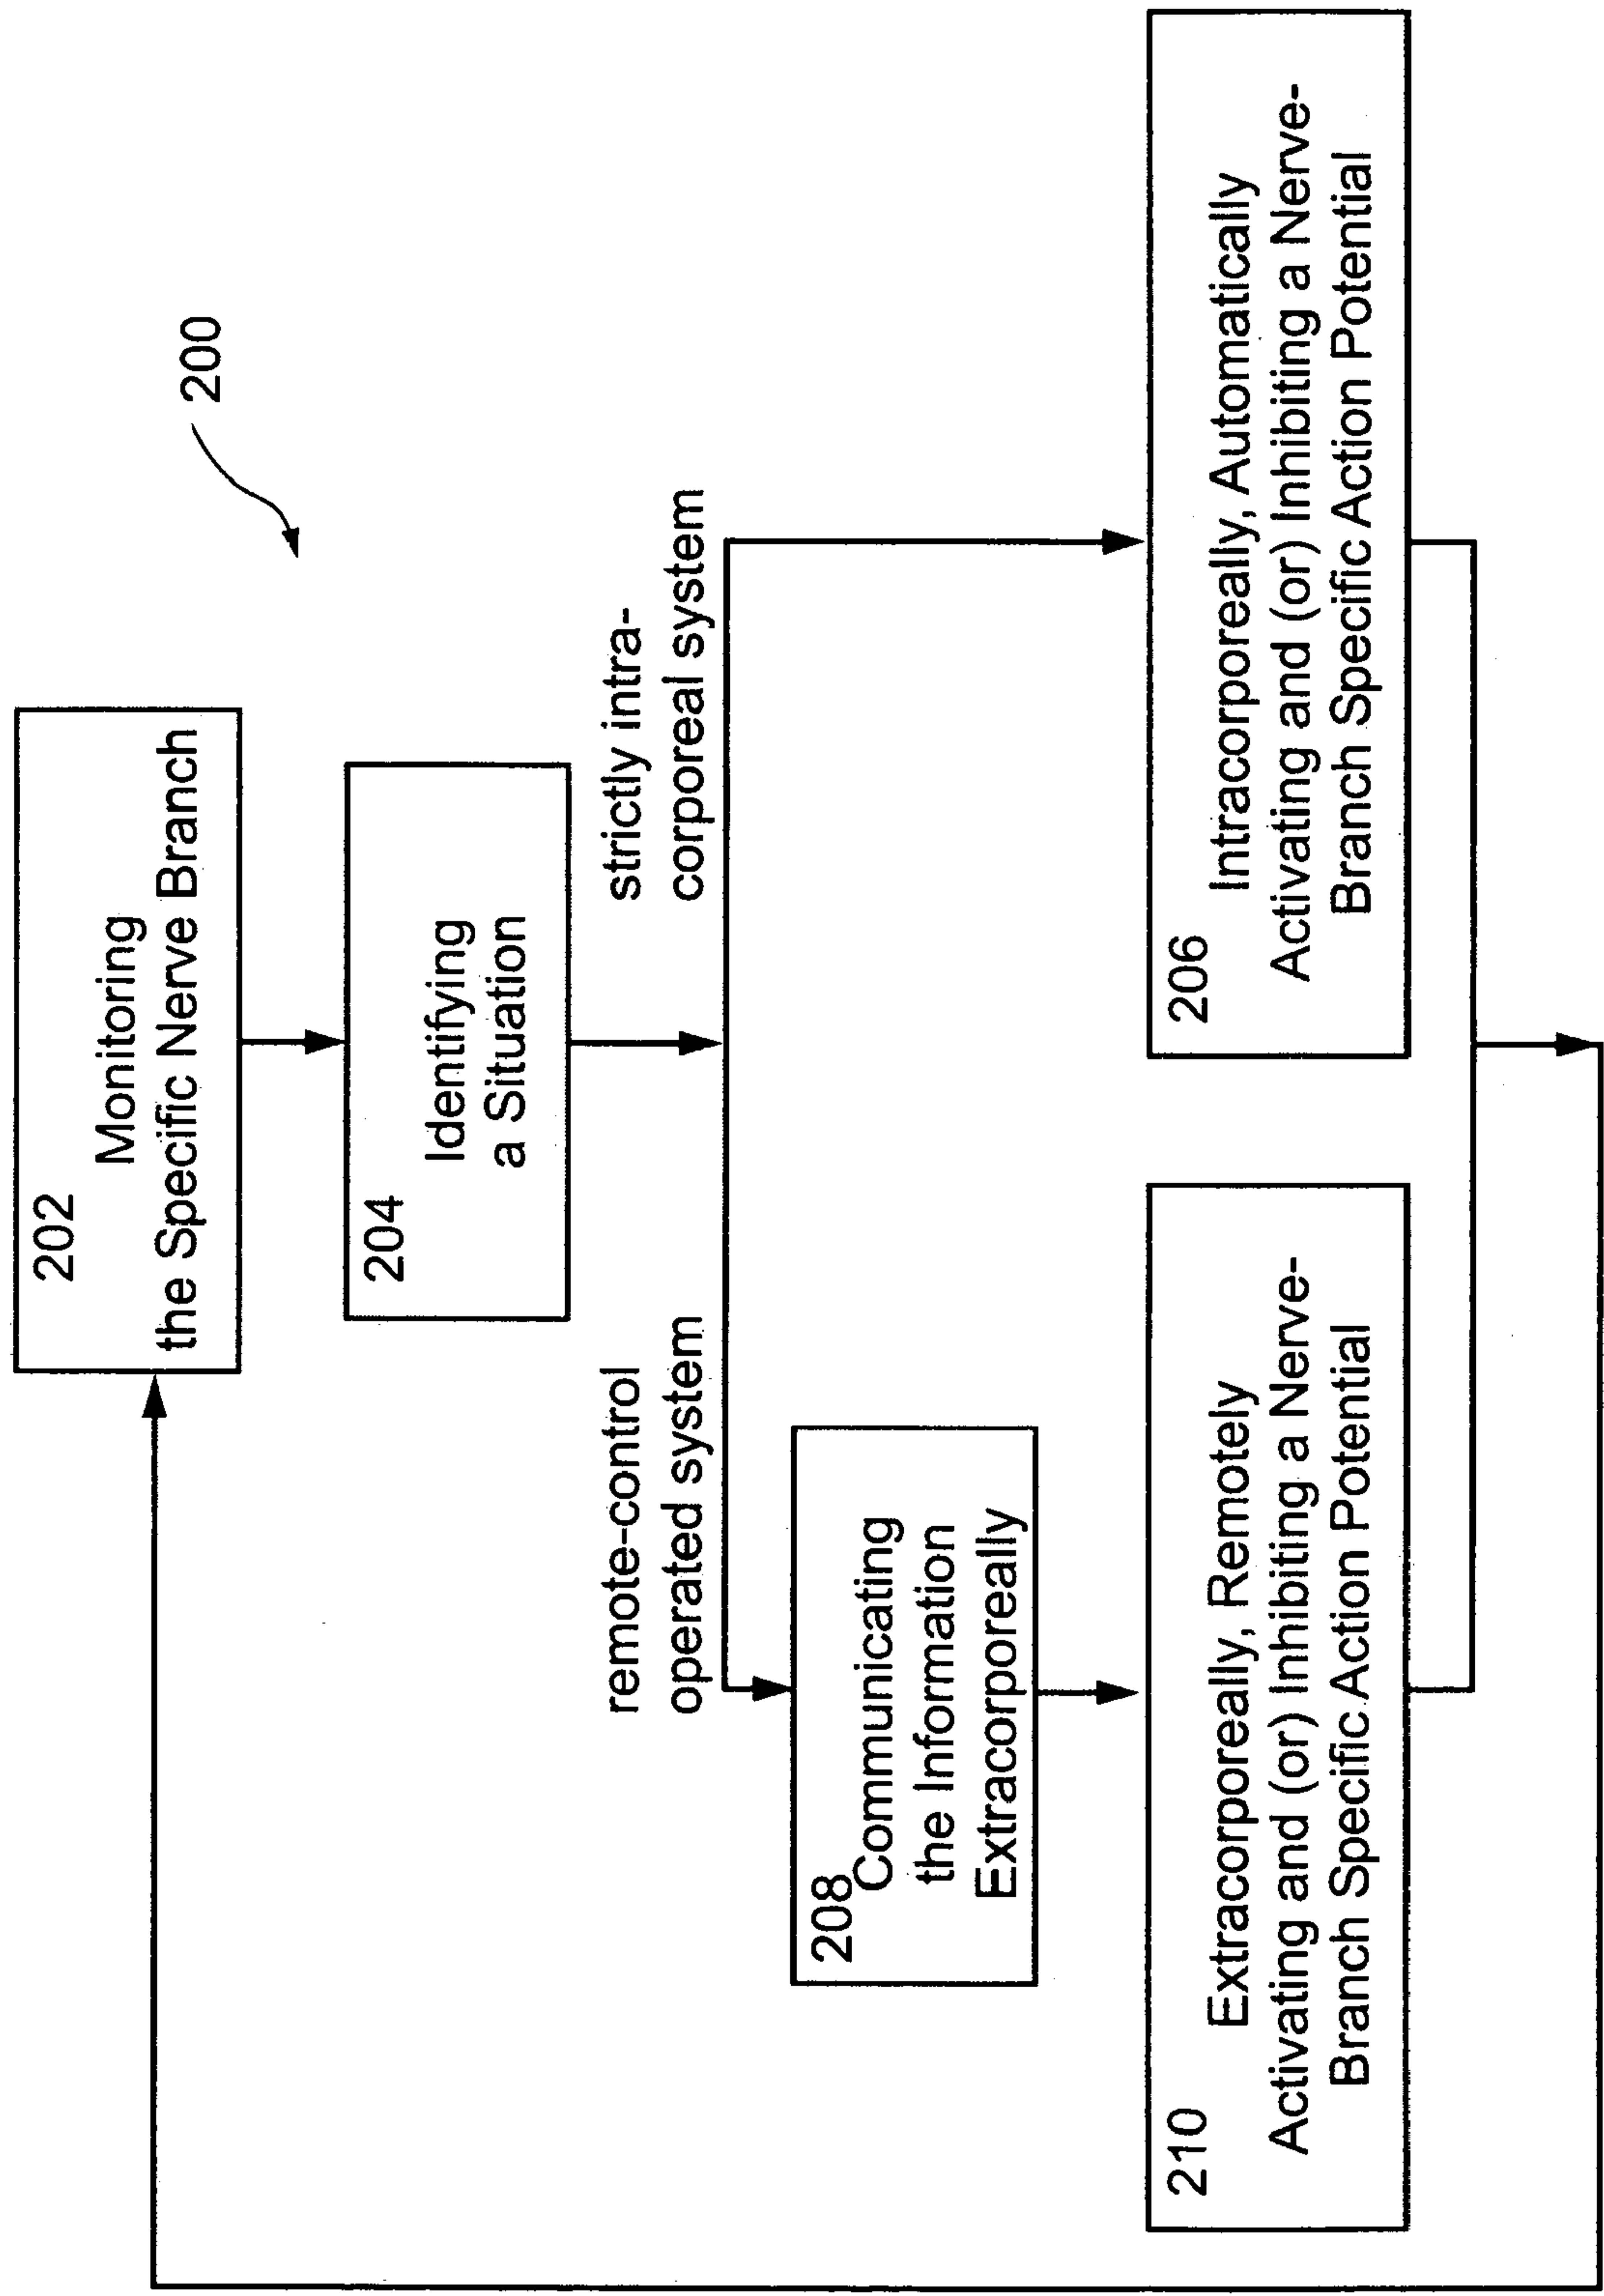 200
202
Monitoring
the Specific Nerve Branch
204
Identifying
a Situation
remote-control
operated system
strictly intra-
corporeal system
208
Communicating
the Information
Extracorporeally
210
Extracorporeally, Remotely
Activating and (or) Inhibiting a Nerve-
Branch Specific Action Potential
206
Intracorporeally, Automatically
Activating and (or) Inhibiting a Nerve-
Branch Specific Action Potential